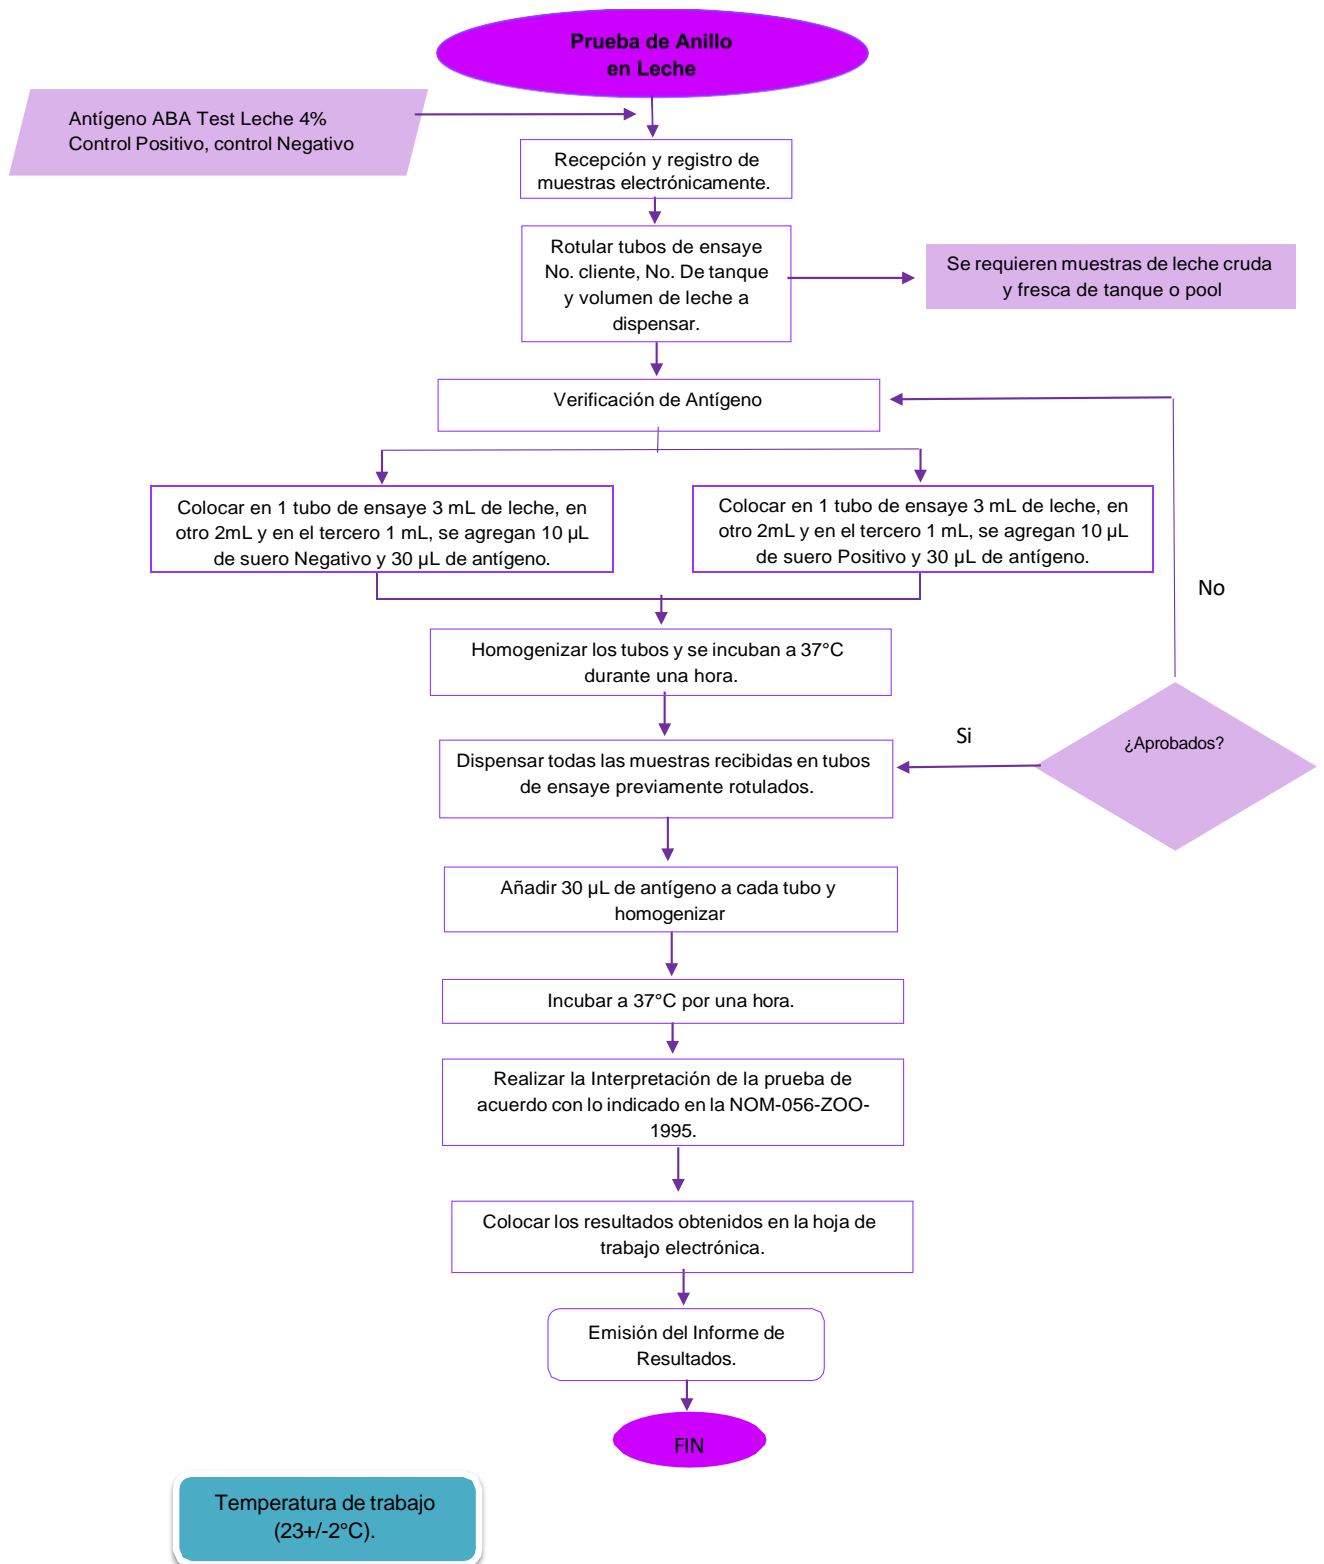 Prueba de Anillo
en Leche
Antígeno ABA Test Leche 4%
Control Positivo, control Negativo
Recepción y registro de
muestras electrónicamente.
Rotular tubos de ensaye
No. cliente, No. De tanque
y volumen de leche a
dispensar.
Se requieren muestras de leche cruda
y fresca de tanque o pool
Verificación de Antígeno
Colocar en 1 tubo de ensaye 3 mL de leche, en
otro 2mL y en el tercero 1 mL, se agregan 10 µL
de suero Negativo y 30 µL de antígeno.
Colocar en 1 tubo de ensaye 3 mL de leche, en
otro 2mL y en el tercero 1 mL, se agregan 10 µL
de suero Positivo y 30 µL de antígeno.
No
Homogenizar los tubos y se incuban a 37°C
durante una hora.
Si
¿Aprobados?
Dispensar todas las muestras recibidas en tubos
de ensaye previamente rotulados.
Añadir 30 µL de antígeno a cada tubo y
homogenizar
Incubar a 37°C por una hora.
Realizar la Interpretación de la prueba de
acuerdo con lo indicado en la NOM-056-ZOO-
1995.
Colocar los resultados obtenidos en la hoja de
trabajo electrónica.
Emisión del Informe de
Resultados.
FIN
Temperatura de trabajo
(23+/-2°C).